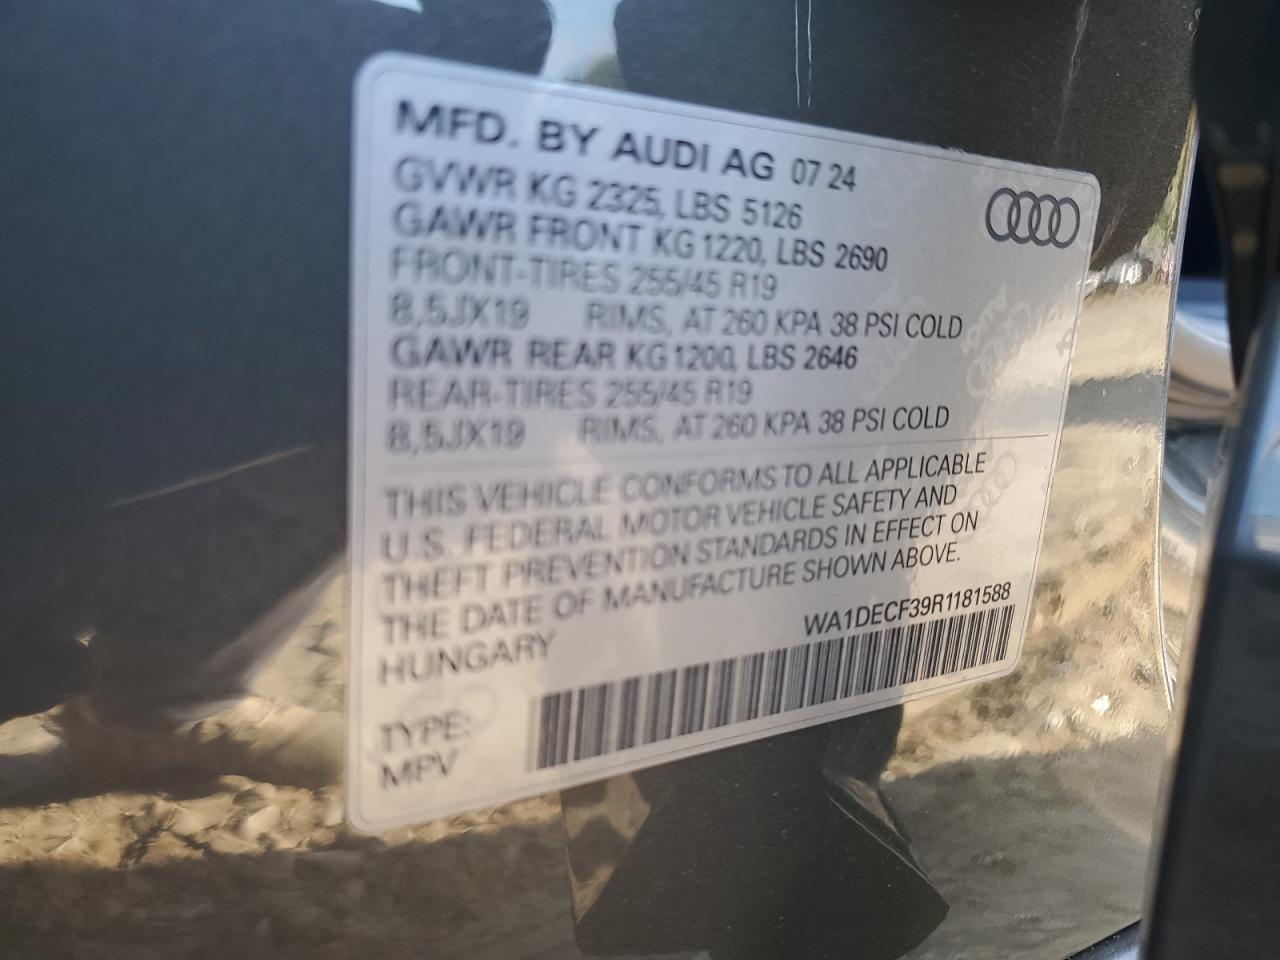 MFD. BY AUDI AG 07 24
GVWR KG 2325, LBS 5126
GAWR FRONT KG 1220, LBS 2690
FRONT-TIRES 255/45 R19
8,5JX19 RIMS, AT 260 KPA 38 PSI COLD
GAWR REAR KG 1200, LBS 2646
REAR-TIRES 255/45 R19
8,5JX19 RIMS, AT 260 KPA 38 PSI COLD
THIS VEHICLE CONFORMS TO ALL APPLICABLE
U.S. FEDERAL MOTOR VEHICLE SAFETY AND
THEFT PREVENTION STANDARDS IN EFFECT ON
THE DATE OF MANUFACTURE SHOWN ABOVE.
HUNGARY WA1DECF39R1181588
TYPE:
MPV